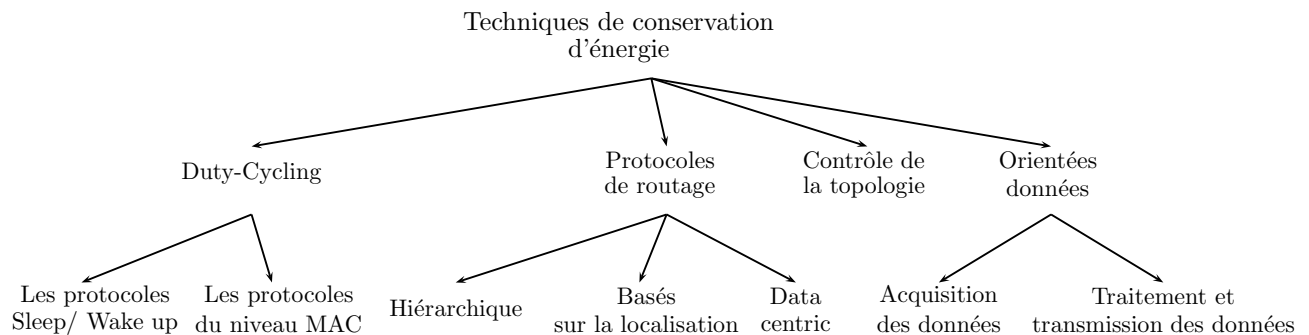 Techniques de conservation
d'énergie
Duty-Cycling
Protocoles
de routage
Contrôle de
la topologie
Orientées
données
Les protocoles
Sleep/ Wake up
Les protocoles
du niveau MAC
Hiérarchique
Basés
sur la localisation
Data
centric
Acquisition
des données
Traitement et
transmission des données